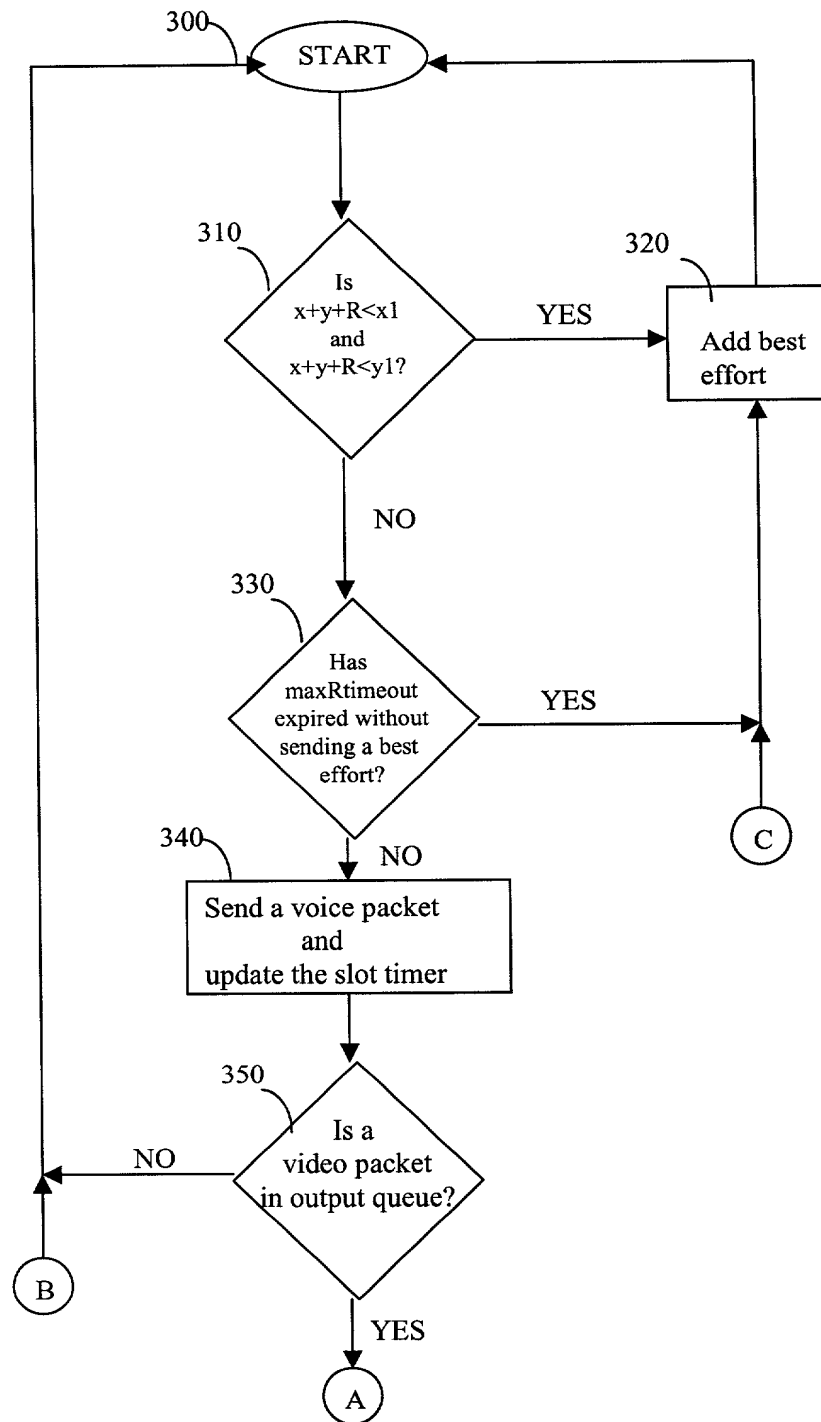 300
START
310
Is
x+y+R<x1
and
x+y+R<y1?
YES
320
Add best
effort
NO
330
Has
maxRtimeout
expired without
sending a best
effort?
YES
C
NO
340
Send a voice packet
and
update the slot timer
350
Is a
video packet
in output queue?
NO
B
YES
A